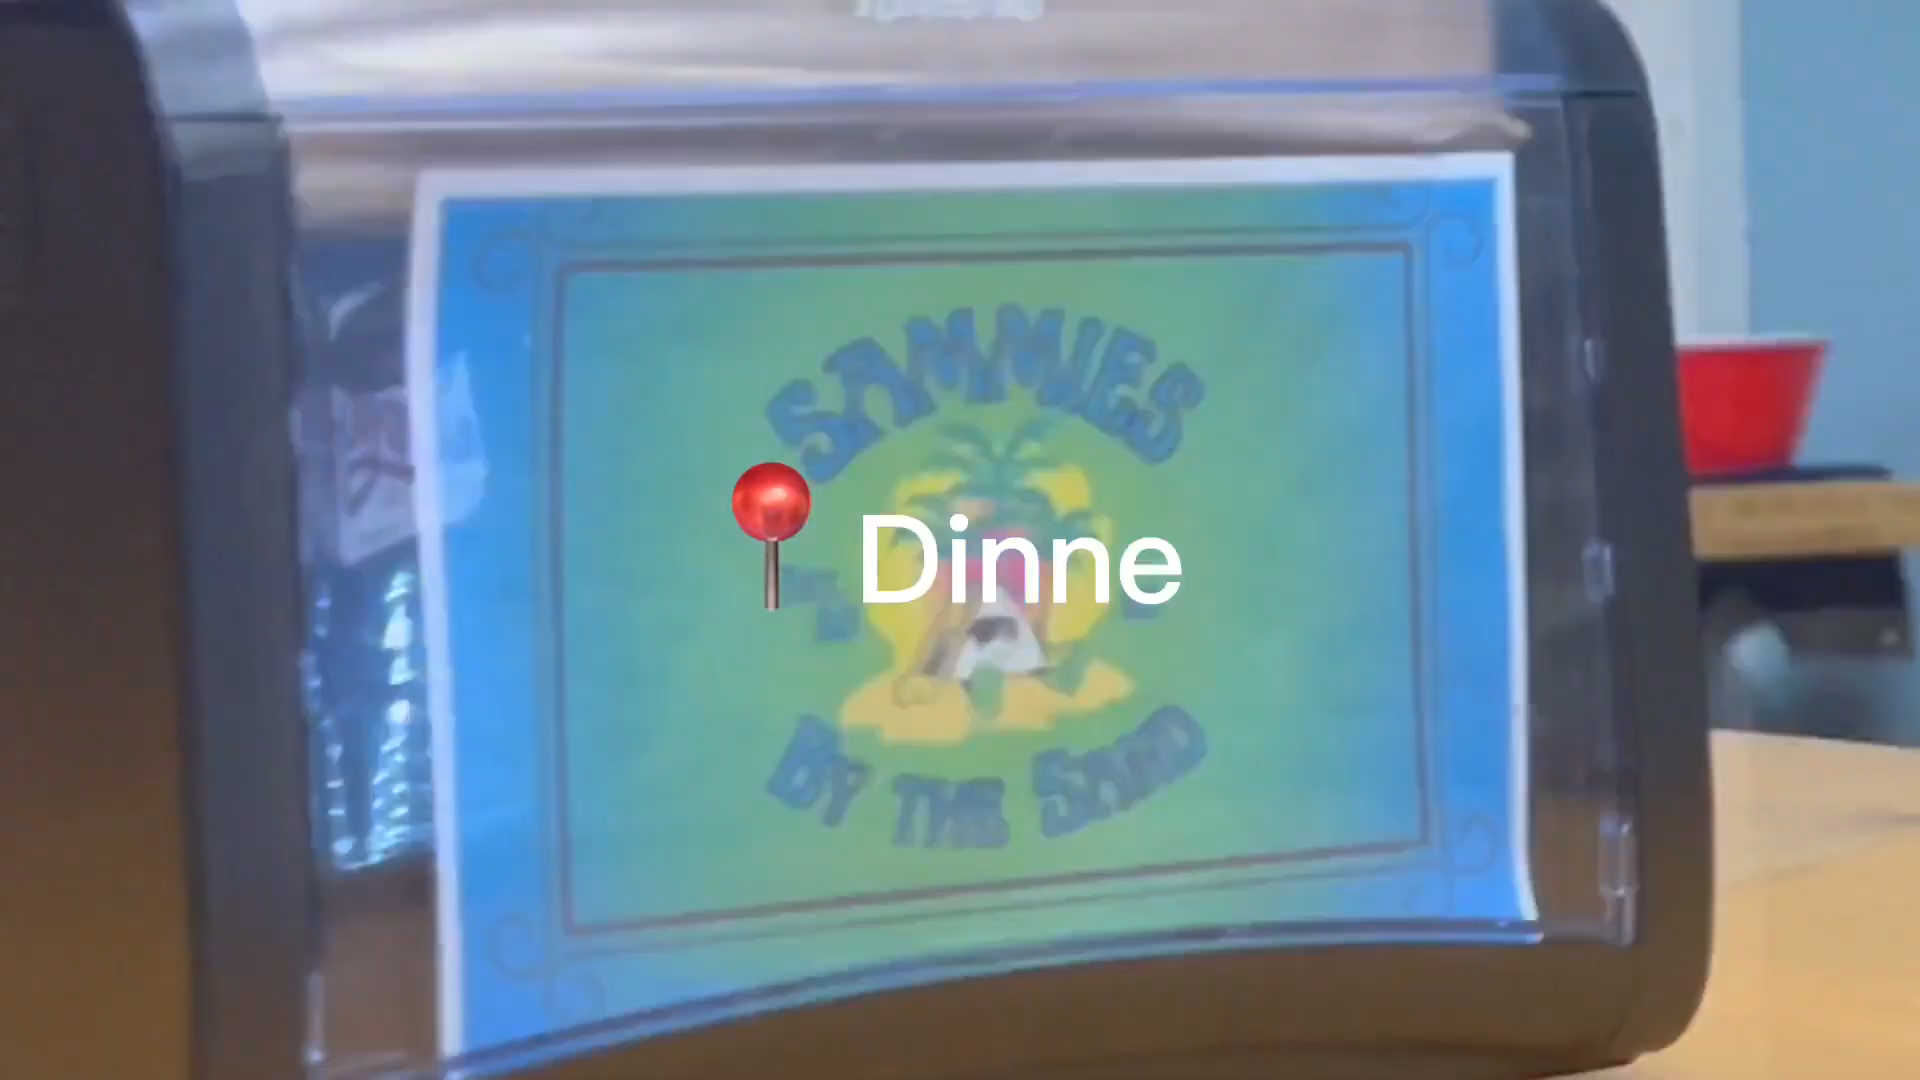 SAMMIES
📍 Dinne
BY THE SAND